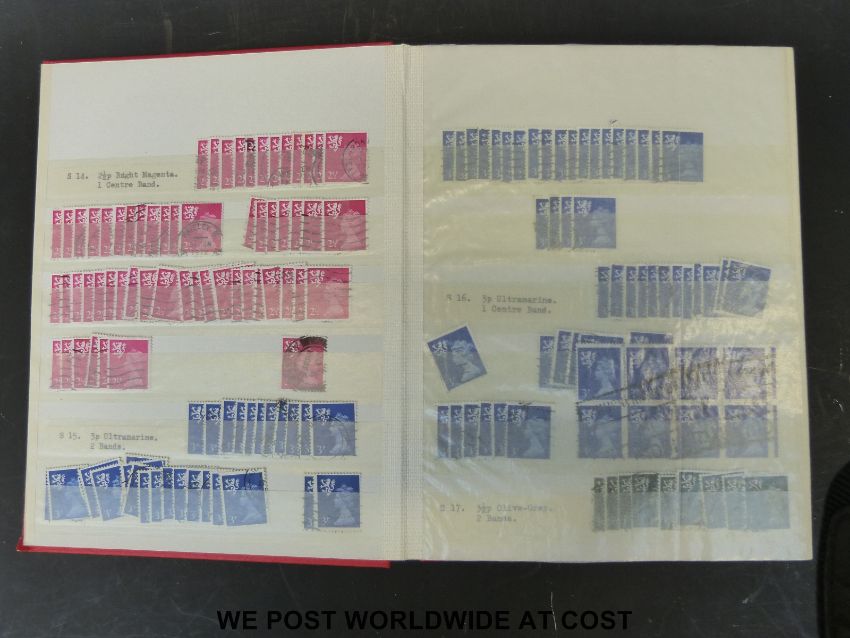 S 14. 2½p Bright Magenta.
1 Centre Band.
S 15. 3p Ultramarine.
2 Bands.
S 16. 3p Ultramarine.
1 Centre Band.
S 17. 3½p Olive-Grey.
2 Bands.
WE POST WORLDWIDE AT COST